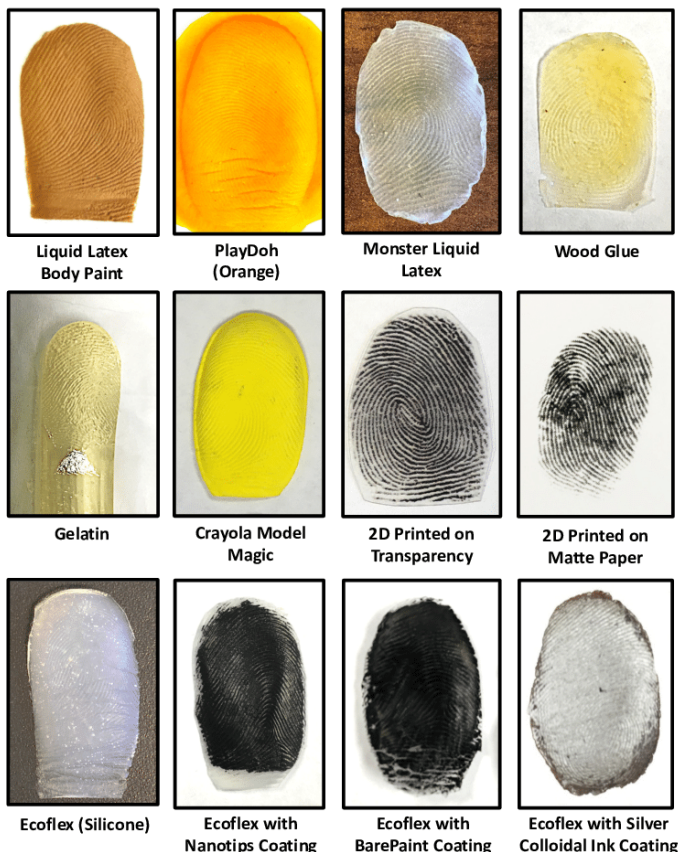 Liquid Latex
Body Paint
PlayDoh
(Orange)
Monster Liquid
Latex
Wood Glue
Gelatin
Crayola Model
Magic
2D Printed on
Transparency
2D Printed on
Matte Paper
Ecoflex (Silicone)
Ecoflex with
Nanotips Coating
Ecoflex with
BarePaint Coating
Ecoflex with Silver
Colloidal Ink Coating